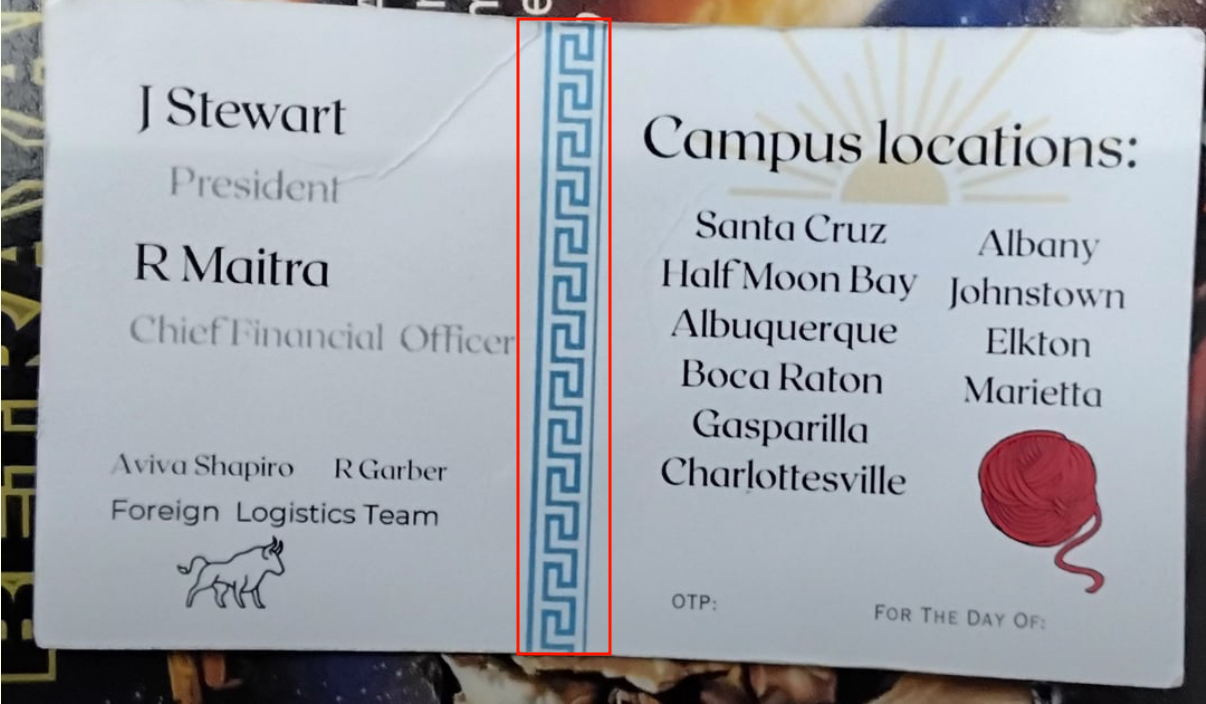 J Stewart
President
R Maitra
Chief Financial Officer
Aviva Shapiro R Garber
Foreign Logistics Team
Campus locations:
Santa Cruz
Half Moon Bay
Albuquerque
Boca Raton
Gasparilla
Charlottesville
Albany
Johnstown
Elkton
Marietta
OTP:
FOR THE DAY OF: